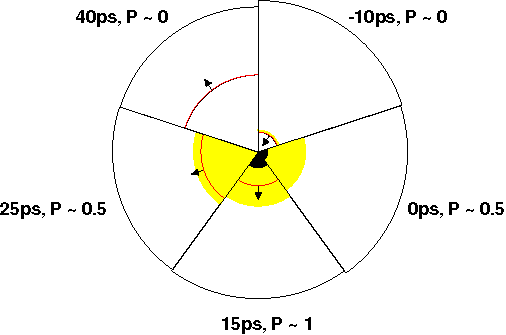 40ps, P ~ 0
-10ps, P ~ 0
25ps, P ~ 0.5
0ps, P ~ 0.5
15ps, P ~ 1